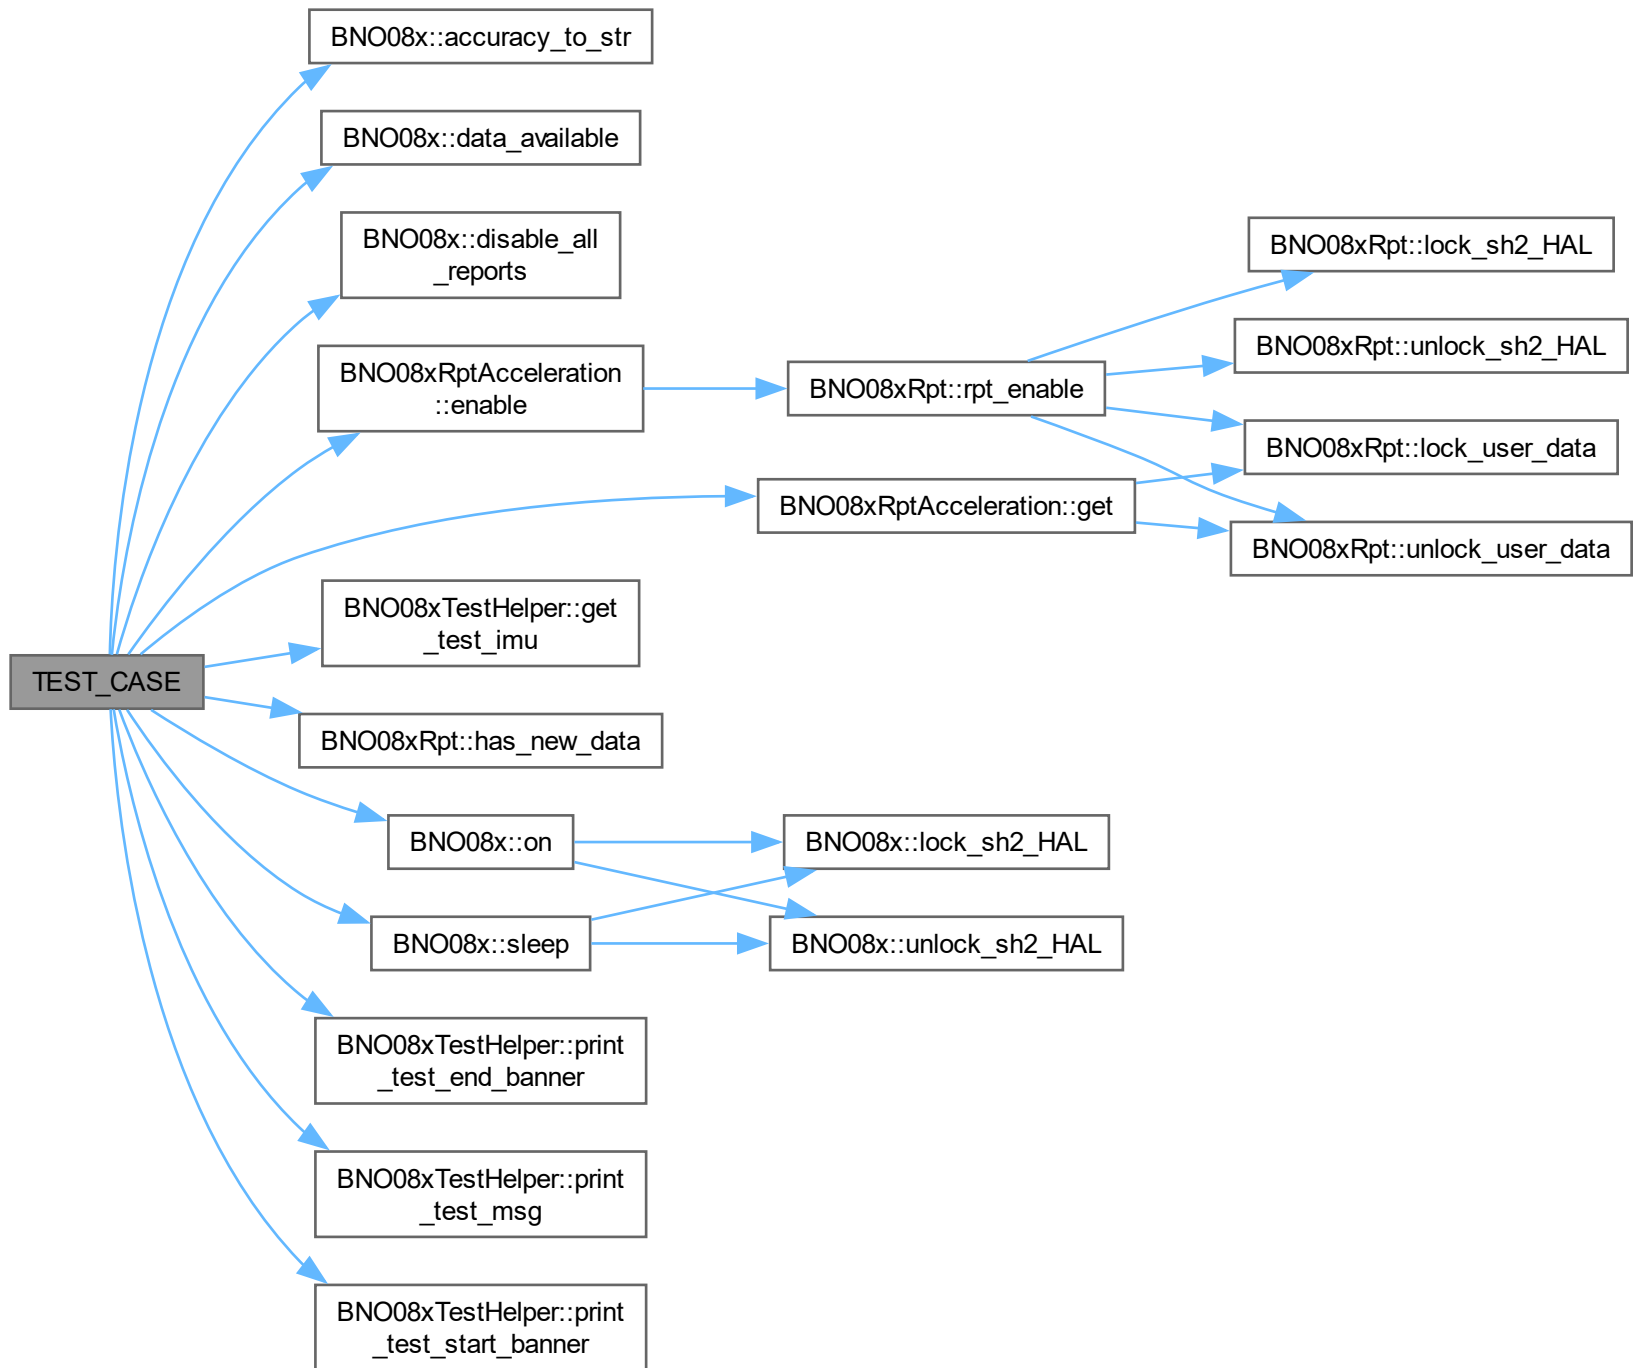 BNO08x::accuracy_to_str
BNO08x::data_available
BNO08x::disable_all
_reports
BNO08xRptAcceleration
::enable
BNO08xRpt::rpt_enable
BNO08xRpt::lock_sh2_HAL
BNO08xRpt::unlock_sh2_HAL
BNO08xRpt::lock_user_data
BNO08xRptAcceleration::get
BNO08xRpt::unlock_user_data
BNO08xTestHelper::get
_test_imu
TEST_CASE
BNO08xRpt::has_new_data
BNO08x::on
BNO08x::lock_sh2_HAL
BNO08x::sleep
BNO08x::unlock_sh2_HAL
BNO08xTestHelper::print
_test_end_banner
BNO08xTestHelper::print
_test_msg
BNO08xTestHelper::print
_test_start_banner